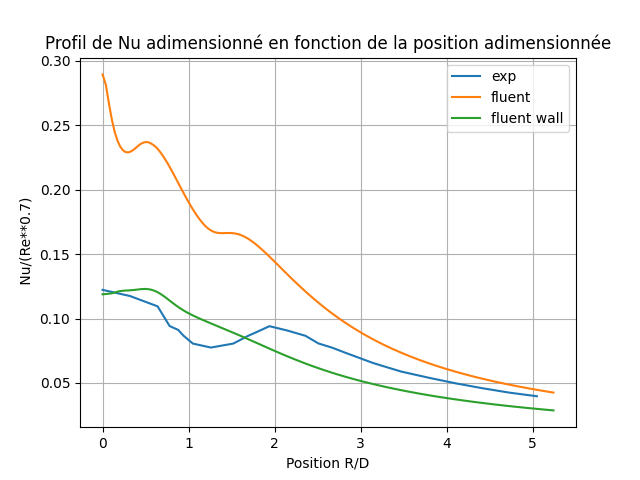 Profil de Nu adimensionné en fonction de la position adimensionnée
0.30
0.25
0.20
0.15
0.10
0.05
Nu/(Re**0.7)
exp
fluent
fluent wall
0 1 2 3 4 5
Position R/D